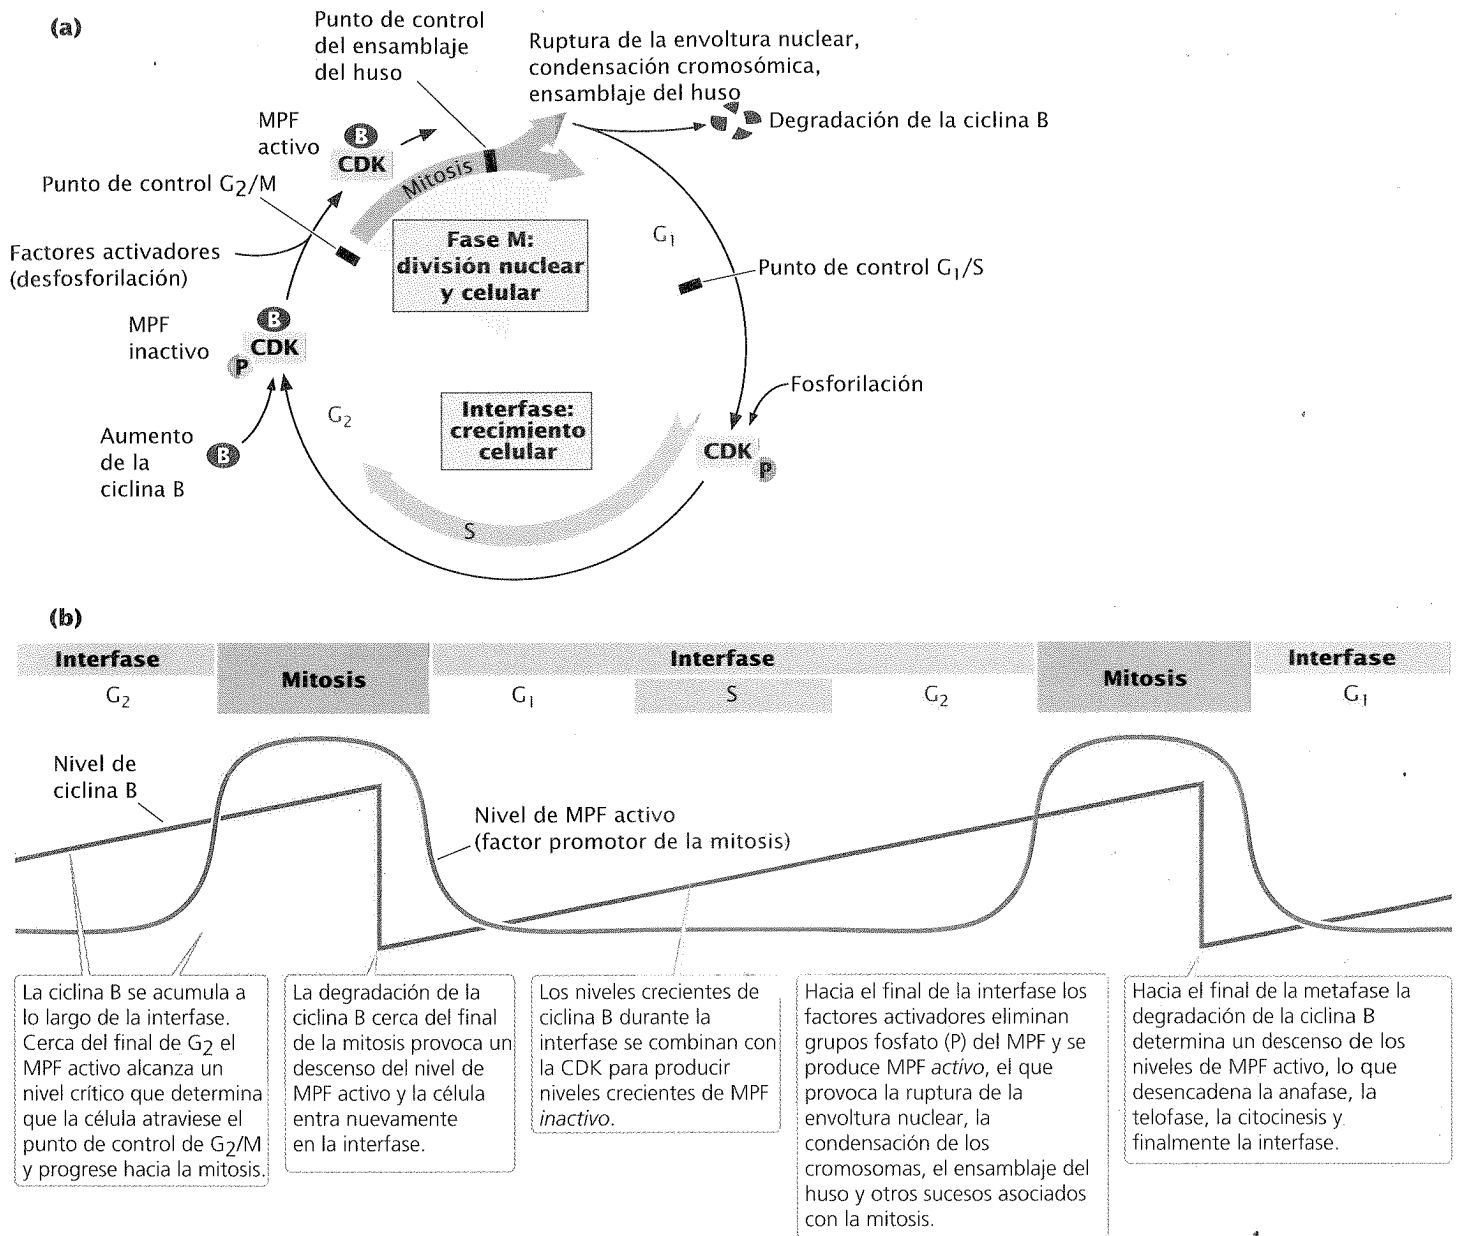 (a)
Punto de control
del ensamblaje
del huso
Ruptura de la envoltura nuclear,
condensación cromosómica,
ensamblaje del huso
Degradación de la ciclina B
MPF
activo
B
CDK
Mitosis
Punto de control G2/M
Factores activadores
(desfosforilación)
Fase M:
división nuclear
y celular
G1
Punto de control G1/S
MPF
inactivo
B
CDK
P
Fosforilación
CDK
P
G2
Interfase:
crecimiento
celular
Aumento
de la
ciclina B
B
S
(b)
Interfase
G2
Mitosis
Interfase
G1
S
G2
Mitosis
Interfase
G1
Nivel de
ciclina B
Nivel de MPF activo
(factor promotor de la mitosis)
La ciclina B se acumula a
lo largo de la interfase.
Cerca del final de G2 el
MPF activo alcanza un
nivel crítico que determina
que la célula atraviese el
punto de control de G2/M
y progrese hacia la mitosis.
La degradación de la
ciclina B cerca del final
de la mitosis provoca un
descenso del nivel de
MPF activo y la célula
entra nuevamente
en la interfase.
Los niveles crecientes de
ciclina B durante la
interfase se combinan con
la CDK para producir
niveles crecientes de MPF
inactivo.
Hacia el final de la interfase los
factores activadores eliminan
grupos fosfato (P) del MPF y se
produce MPF activo, el que
provoca la ruptura de la
envoltura nuclear, la
condensación de los
cromosomas, el ensamblaje del
huso y otros sucesos asociados
con la mitosis.
Hacia el final de la metafase la
degradación de la ciclina B
determina un descenso de los
niveles de MPF activo, lo que
desencadena la anafase, la
telofase, la citocinesis y
finalmente la interfase.